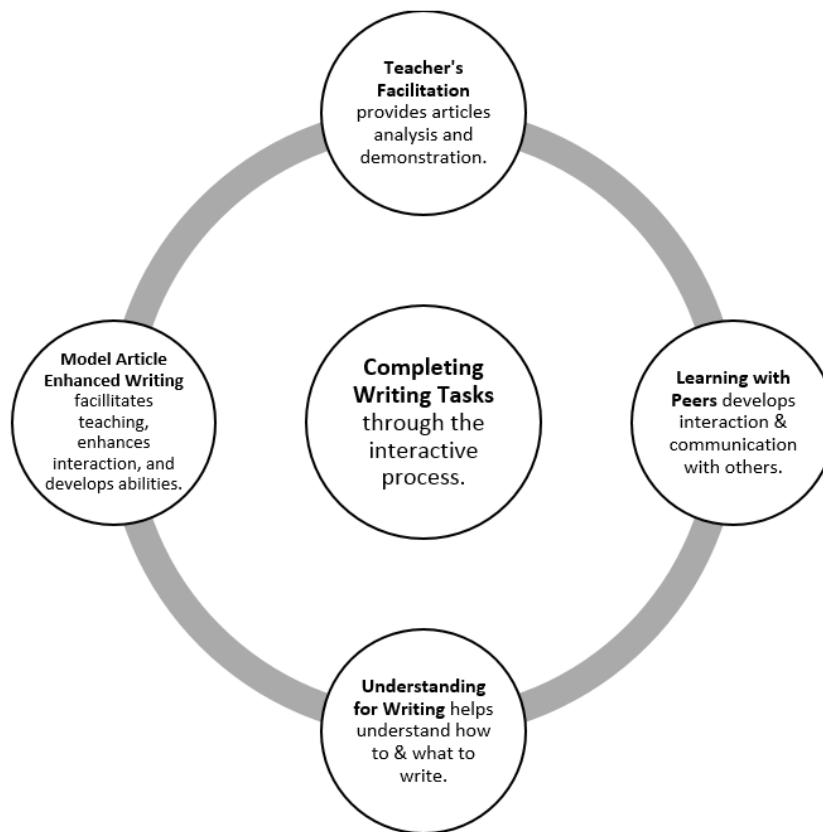 Teacher's
Facilitation
provides articles
analysis and
demonstration.
Model Article
Enhanced Writing
facillitates
teaching,
enhances
interaction, and
develops abilities.
Completing
Writing Tasks
through the
interactive
process.
Learning with
Peers develops
interaction &
communication
with others.
Understanding
for Writing helps
understand how
to & what to
write.